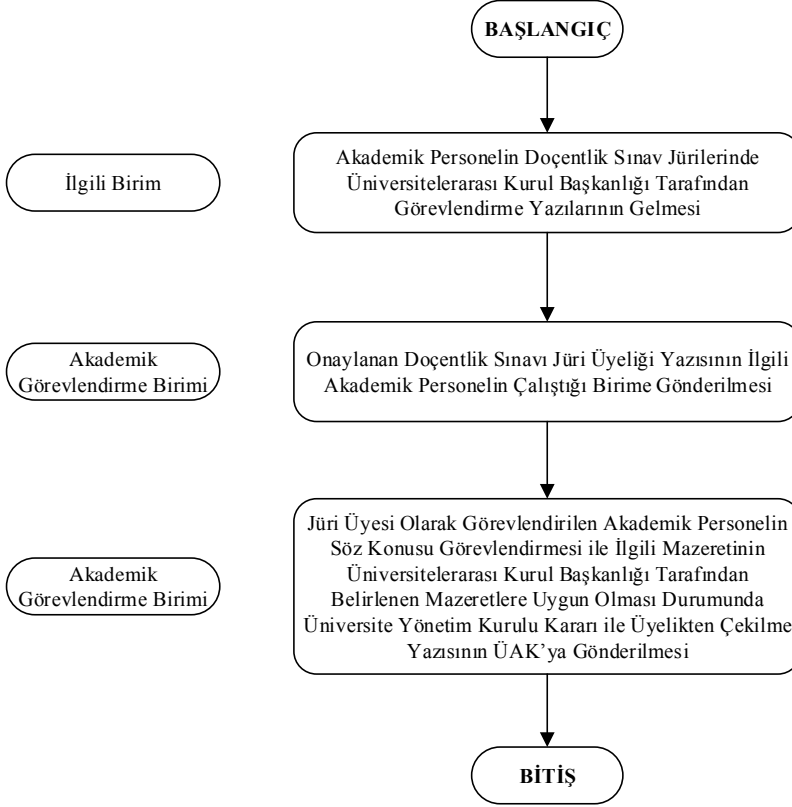 BAŞLANGIÇ
İlgili Birim
Akademik Personelin Doçentlik Sınav Jürilerinde
Üniversitelerarası Kurul Başkanlığı Tarafından
Görevlendirme Yazılarının Gelmesi
Akademik
Görevlendirme Birimi
Onaylanan Doçentlik Sınavı Jüri Üyeliği Yazısının İlgili
Akademik Personelin Çalıştığı Birime Gönderilmesi
Akademik
Görevlendirme Birimi
Jüri Üyesi Olarak Görevlendirilen Akademik Personelin
Söz Konusu Görevlendirmesi ile İlgili Mazeretinin
Üniversitelerarası Kurul Başkanlığı Tarafından
Belirlenen Mazeretlere Uygun Olması Durumunda
Üniversite Yönetim Kurulu Kararı ile Üyelikten Çekilme
Yazısının ÜAK’ya Gönderilmesi
BİTİŞ